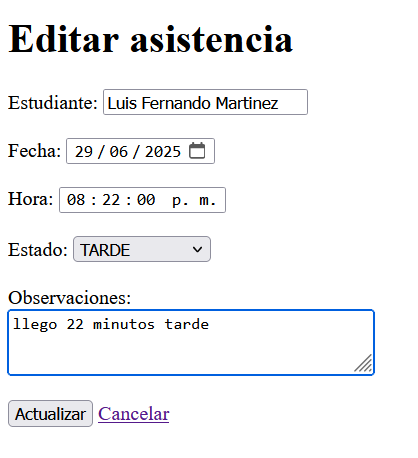 Editar asistencia
Estudiante: Luis Fernando Martinez
Fecha: 29/06/2025
Hora: 08:22:00 p. m.
Estado: TARDE
Observaciones:
llego 22 minutos tarde
Actualizar Cancelar